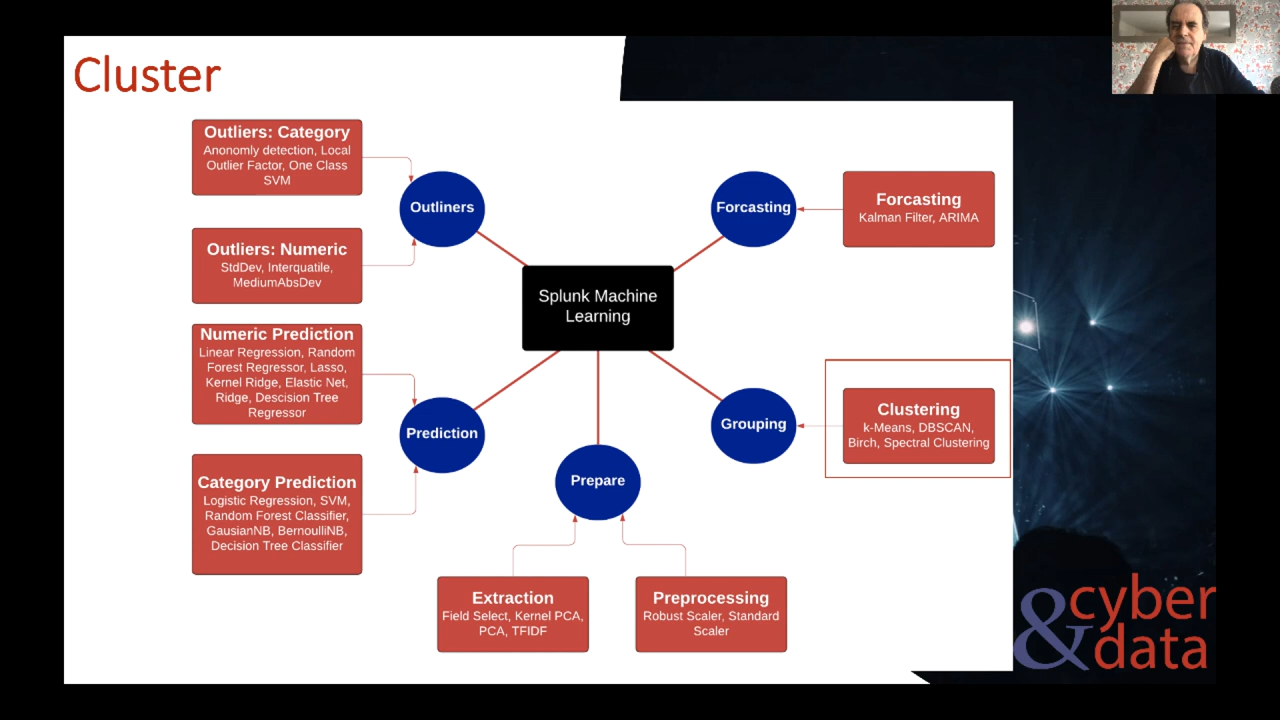 Cluster
Outliers: Category
Anonomly detection, Local
Outlier Factor, One Class
SVM
Outliers: Numeric
StdDev, Interquatile,
MediumAbsDev
Numeric Prediction
Linear Regression, Random
Forest Regressor, Lasso,
Kernel Ridge, Elastic Net,
Ridge, Descision Tree
Regressor
Category Prediction
Logistic Regression, SVM,
Random Forest Classifier,
GausianNB, BernoulliNB,
Decision Tree Classifier
Outliners
Prediction
Splunk Machine
Learning
Prepare
Extraction
Field Select, Kernel PCA,
PCA, TFIDF
Preprocessing
Robust Scaler, Standard
Scaler
Forcasting
Forcasting
Kalman Filter, ARIMA
Grouping
Clustering
k-Means, DBSCAN,
Birch, Spectral Clustering
cyber
&data